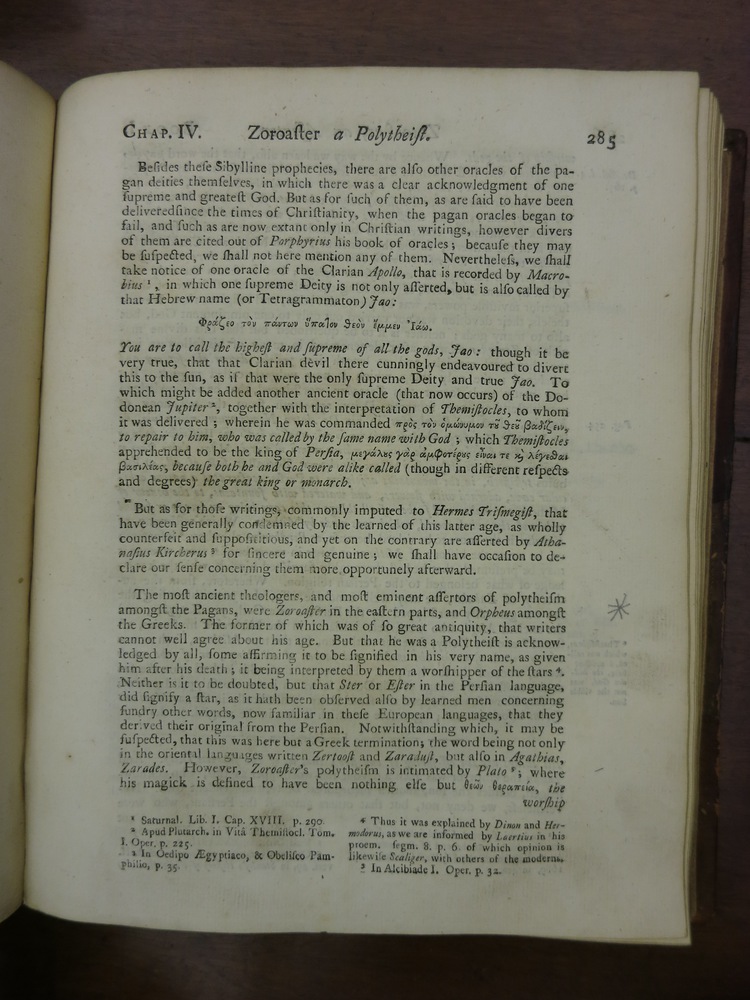 CHAP. IV. Zoroaſter a Polytheiſt. 285
Beſides theſe Sibylline prophecies, there are alſo other oracles of the pa-
gan deities themſelves, in which there was a clear acknowledgment of one
ſupreme and greateſt God. But as for ſuch of them, as are ſaid to have been
deliveredſince the times of Chriſtianity, when the pagan oracles began to
fail, and ſuch as are now extant only in Chriſtian writings, however divers
of them are cited out of Porphyrius his book of oracles; becauſe they may
be ſuſpected, we ſhall not here mention any of them. Nevertheleſs, we ſhall
take notice of one oracle of the Clarian Apollo, that is recorded by Macro-
bius ¹, in which one ſupreme Deity is not only aſſerted, but is alſo called by
that Hebrew name (or Tetragrammaton) Jao:
Φράζεο τὸν πάντων ὕπατον θεὸν ἔμμεν Ἰάω.
You are to call the higheſt and ſupreme of all the gods, Jao: though it be
very true, that that Clarian devil there cunningly endeavoured to divert
this to the ſun, as if that were the only ſupreme Deity and true Jao. To
which might be added another ancient oracle (that now occurs) of the Do-
donean Jupiter ², together with the interpretation of Themiſtocles, to whom
it was delivered; wherein he was commanded πρὸς τὸν ὁμώνυμον τοῦ θεοῦ βαδίζειν,
to repair to him, who was called by the ſame name with God; which Themiſtocles
apprehended to be the king of Perſia, μεγάλους γὰρ ἀμφοτέρους εἶναί τε ϗ λέγεσθαι
βασιλέας, becauſe both he and God were alike called (though in different reſpects
and degrees) the great king or monarch.
But as for thoſe writings, commonly imputed to Hermes Triſmegiſt, that
have been generally condemned by the learned of this latter age, as wholly
counterfeit and ſuppoſititious, and yet on the contrary are aſſerted by Atha-
naſius Kircherus ³ for ſincere and genuine; we ſhall have occaſion to de-
clare our ſenſe concerning them more opportunely afterward.
The moſt ancient theologers, and moſt eminent aſſertors of polytheiſm
amongſt the Pagans, were Zoroaſter in the eaſtern parts, and Orpheus amongſt
the Greeks. The former of which was of ſo great antiquity, that writers
cannot well agree about his age. But that he was a Polytheiſt is acknow-
ledged by all, ſome affirming it to be ſignified in his very name, as given
him after his death; it being interpreted by them a worſhipper of the ſtars ⁴.
Neither is it to be doubted, but that Ster or Eſter in the Perſian language,
did ſignify a ſtar, as it hath been obſerved alſo by learned men concerning
ſundry other words, now familiar in theſe European languages, that they
derived their original from the Perſian. Notwithſtanding which, it may be
ſuſpected, that this was here but a Greek termination; the word being not only
in the oriental languages written Zertooſt and Zaraduſt, but alſo in Agathias,
Zarades. However, Zoroaſter's polytheiſm is intimated by Plato ⁵; where
his magick is defined to have been nothing elſe but θεῶν θεραπεία, the
worſhip
¹ Saturnal. Lib. I. Cap. XVIII. p. 290.
² Apud Plutarch. in Vitâ Themiſtocl. Tom.
I. Oper. p. 225.
³ In Oedipo Ægyptiaco, & Obeliſco Pam-
philio, p. 35.
⁴ Thus it was explained by Dinon and Her-
modorus, as we are informed by Laertius in his
proem. ſegm. 8. p. 6. of which opinion is
likewiſe Scaliger, with others of the moderns.
⁵ In Alcibiade I. Oper. p. 32.